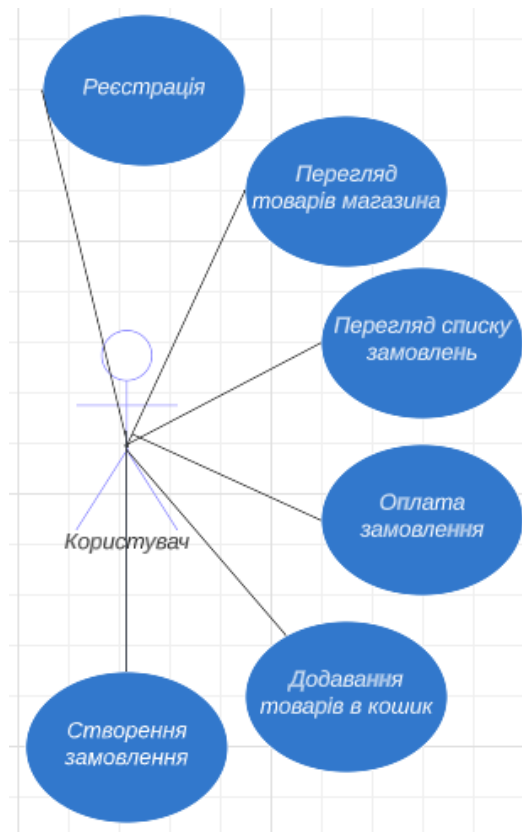 Реєстрація
Перегляд
товарів магазина
Перегляд списку
замовлень
Оплата
замовлення
Користувач
Додавання
товарів в кошик
Створення
замовлення